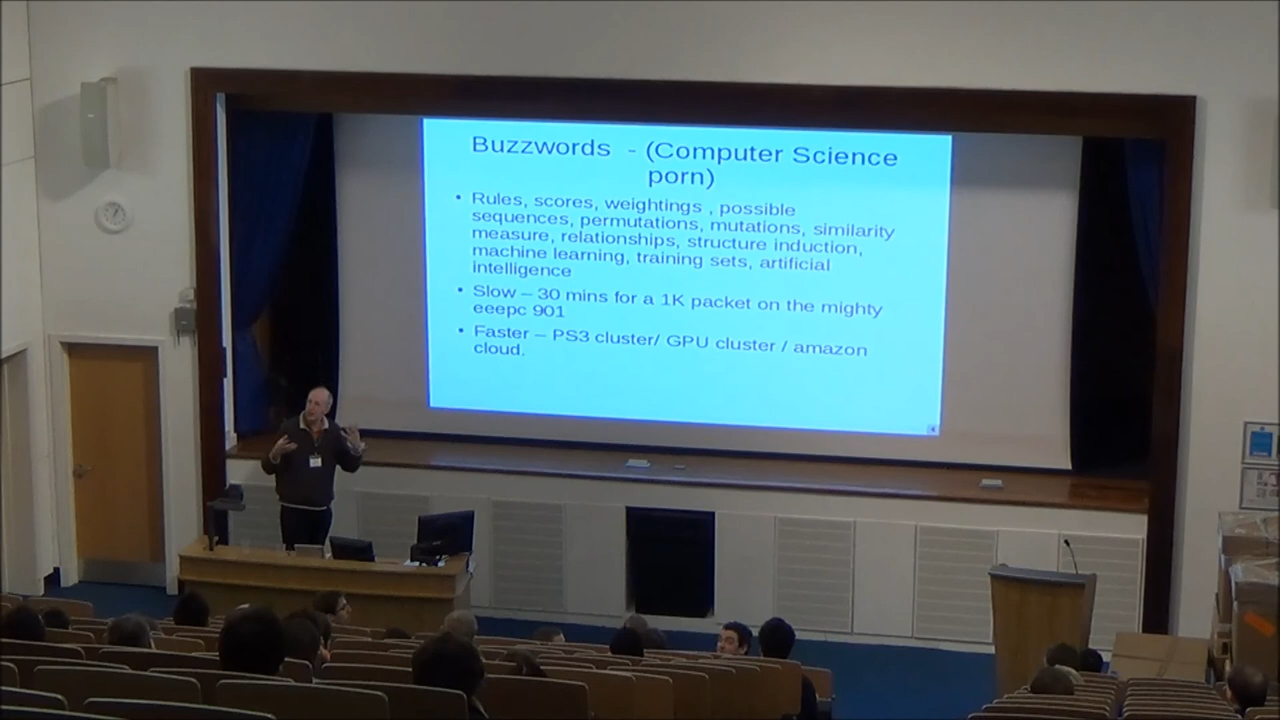 Buzzwords - (Computer Science
porn)
• Rules, scores, weightings , possible
sequences, permutations, mutations, similarity
measure, relationships, structure induction,
machine learning, training sets, artificial
intelligence
• Slow – 30 mins for a 1K packet on the mighty
eeepc 901
• Faster – PS3 cluster/ GPU cluster / amazon
cloud.